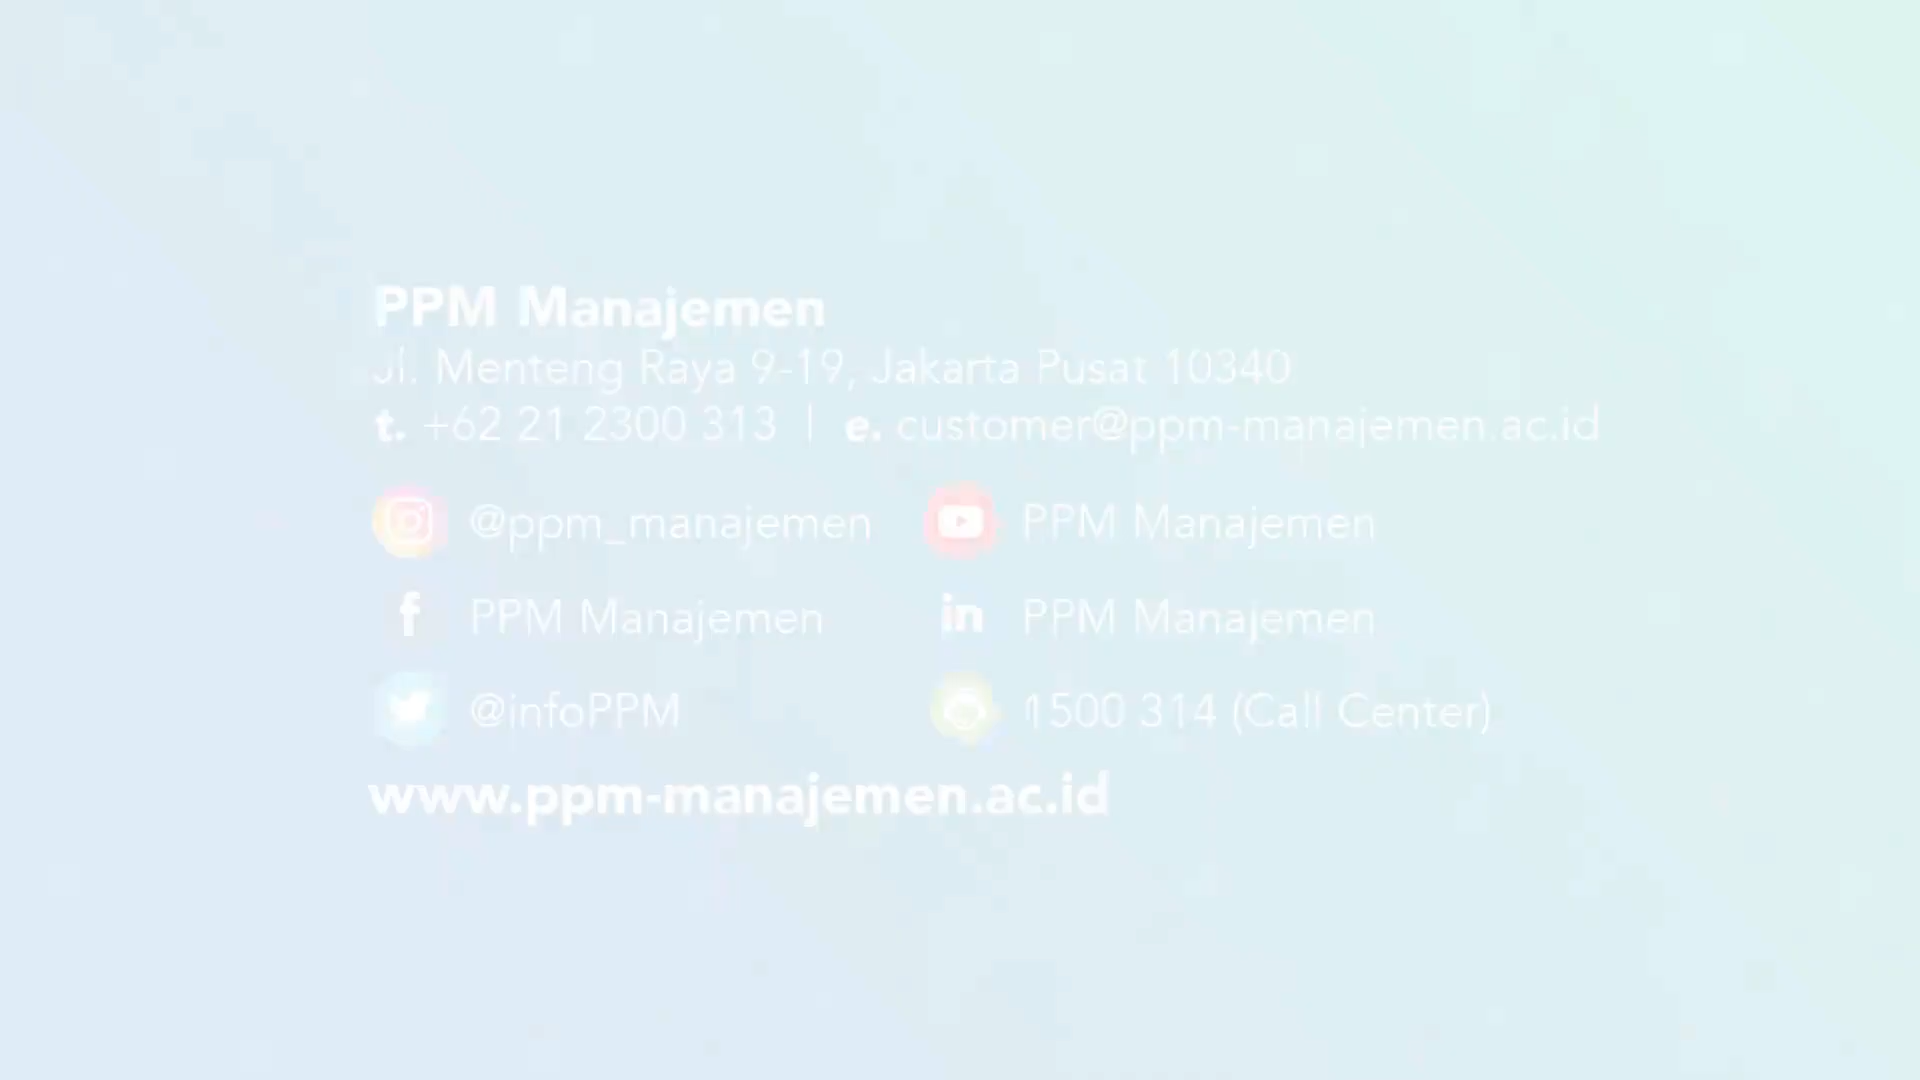 PPM Manajemen
Jl. Menteng Raya 9-19, Jakarta Pusat 10340
t. +62 21 2300 313 | e. customer@ppm-manajemen.ac.id
@ppm_manajemen PPM Manajemen
PPM Manajemen PPM Manajemen
@infoPPM 1500 314 (Call Center)
www.ppm-manajemen.ac.id